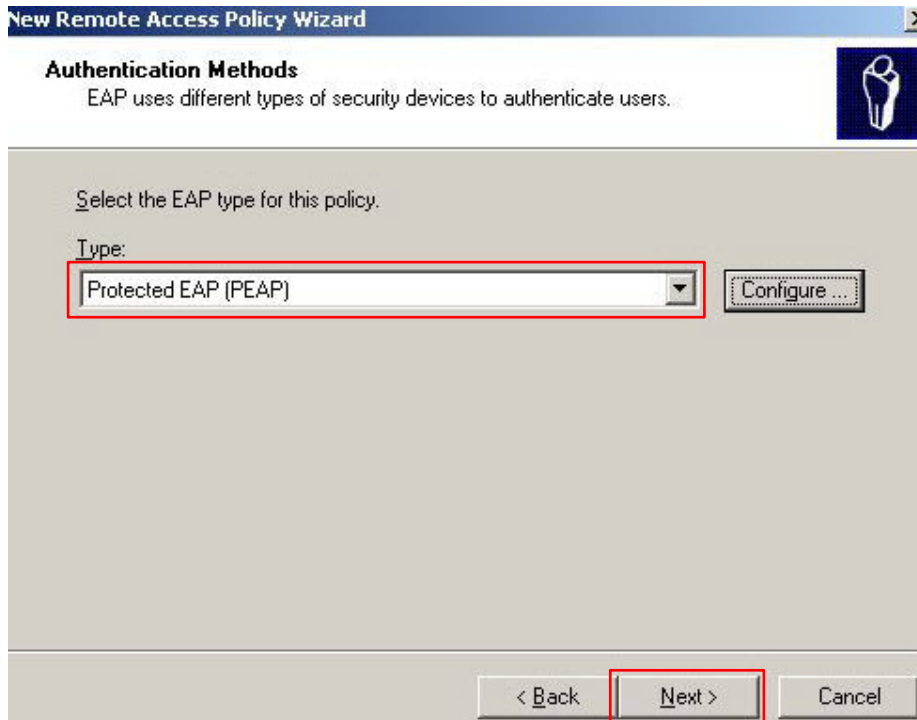 New Remote Access Policy Wizard
Authentication Methods
EAP uses different types of security devices to authenticate users.
Select the EAP type for this policy.
Type:
Protected EAP (PEAP)
Configure ...
< Back
Next >
Cancel